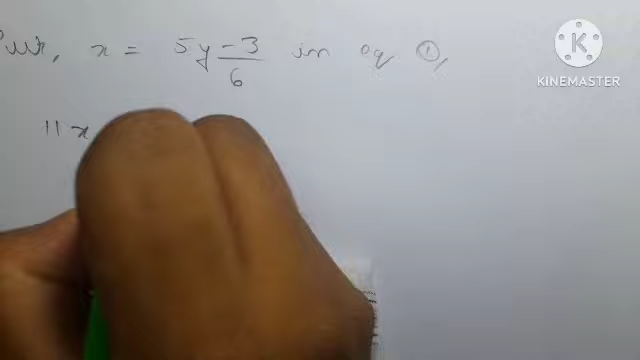 x = 5y - 3 / 6 in eq ①,
11x
K
KINEMASTER